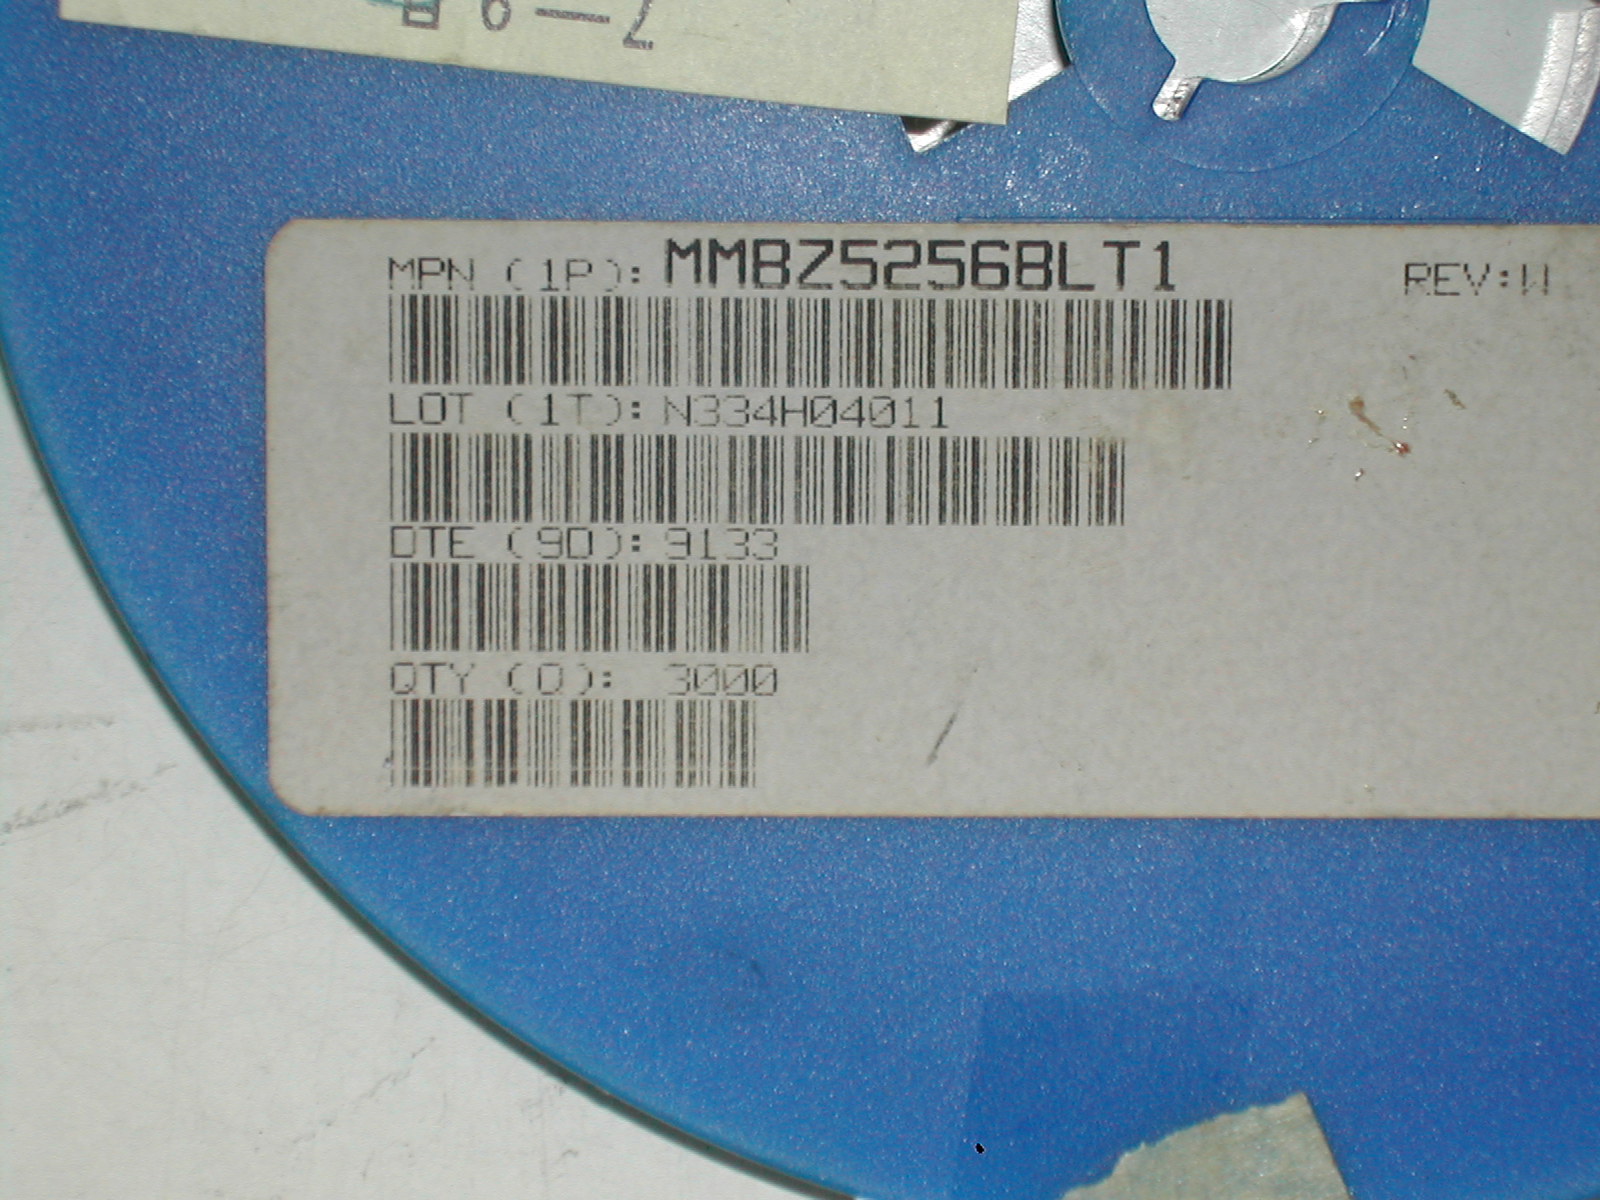 MPN (1P): MMBZ5256BLT1 REV:W
LOT (1T): N334H04011
DTE (9D): 9133
QTY (Q): 3000